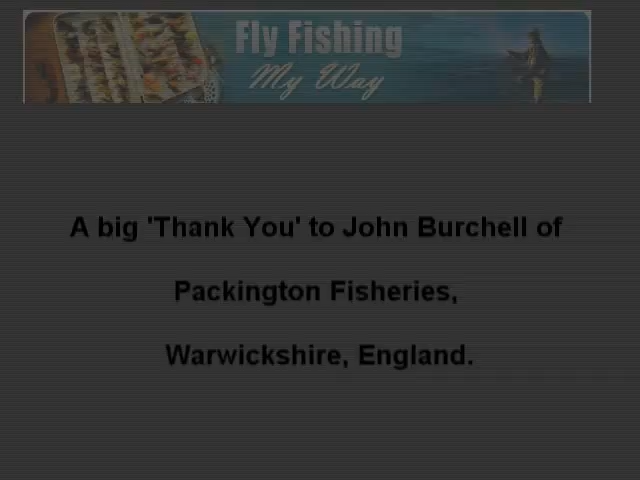 Fly Fishing
My Way
A big 'Thank You' to John Burchell of
Packington Fisheries,
Warwickshire, England.